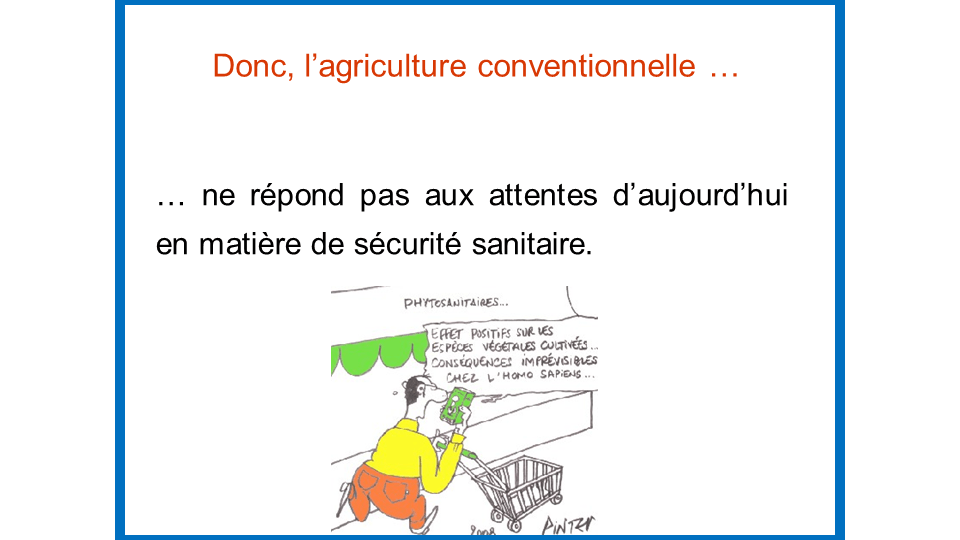 Donc, l’agriculture conventionnelle …
… ne répond pas aux attentes d’aujourd’hui
en matière de sécurité sanitaire.
PHYTOSANITAIRES...
EFFET POSITIFS SUR LES
ESPÈCES VÉGÉTALES CULTIVÉES...
CONSÉQUENCES IMPRÉVISIBLES
CHEZ L'HOMO SAPIENS...
2008
PINTER